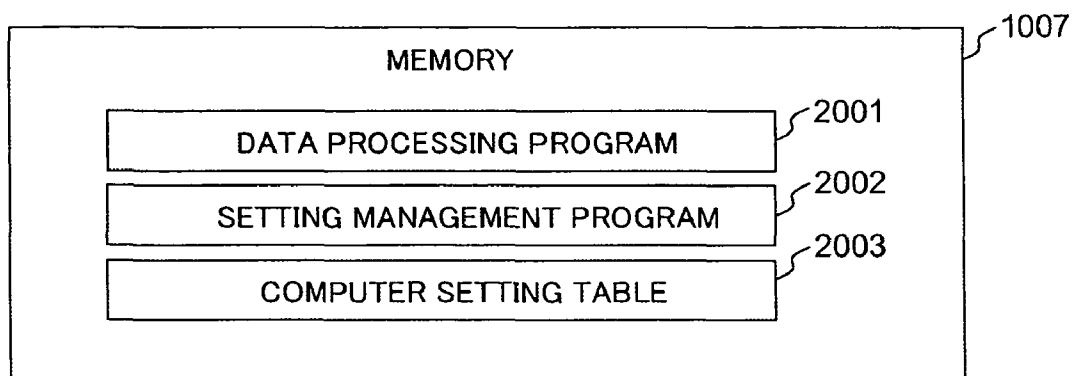 1007
MEMORY
2001
DATA PROCESSING PROGRAM
2002
SETTING MANAGEMENT PROGRAM
2003
COMPUTER SETTING TABLE